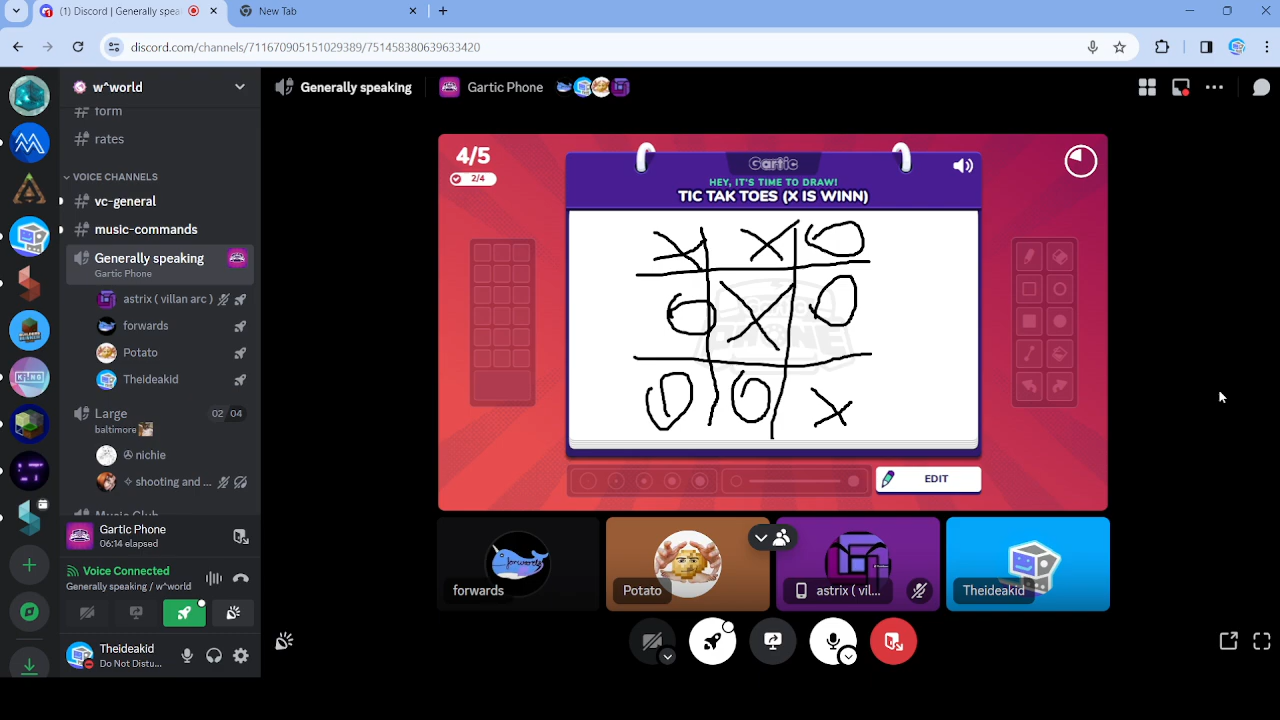 (1) Discord | Generally spea
New Tab
discord.com/channels/711670905151029389/751458380639633420
w^world
form
rates
VOICE CHANNELS
vc-general
music-commands
Generally speaking
Gartic Phone
astrix ( villan arc )
forwards
Potato
Theideakid
Large
02 04
baltimore
nichie
shooting and ...
Music Club
Gartic Phone
06:14 elapsed
Voice Connected
Generally speaking / w^world
Theideakid
Do Not Distu...
Generally speaking
Gartic Phone
4/5
2/4
Gartic
HEY, IT'S TIME TO DRAW!
TIC TAK TOES (X IS WINN)
X X O
O X O
O O X
Gartic
PHONE
EDIT
forwards
Potato
astrix ( vil...
Theideakid